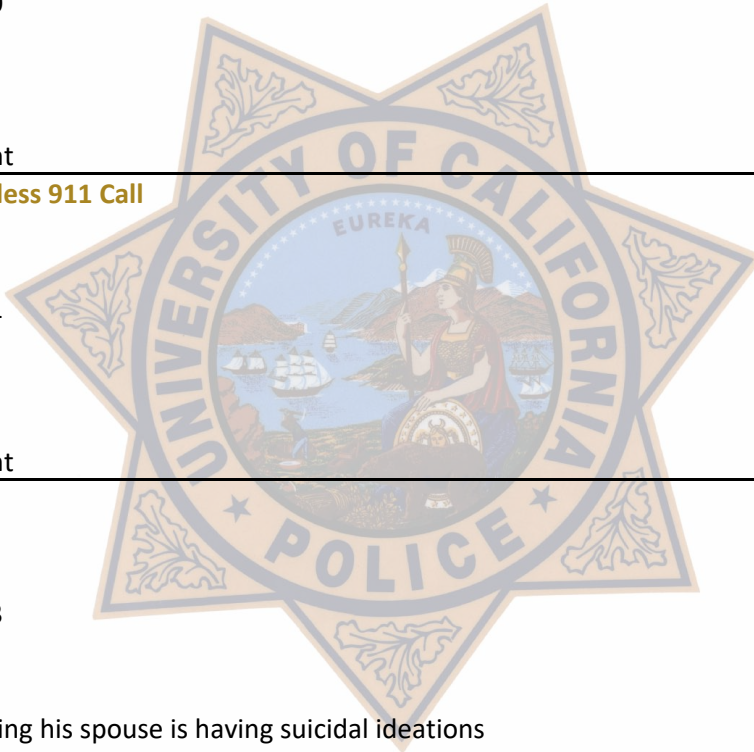 nt
less 911 Call
UNIVERSITY OF CALIFORNIA
EUREKA
nt
POLICE
ing his spouse is having suicidal ideations